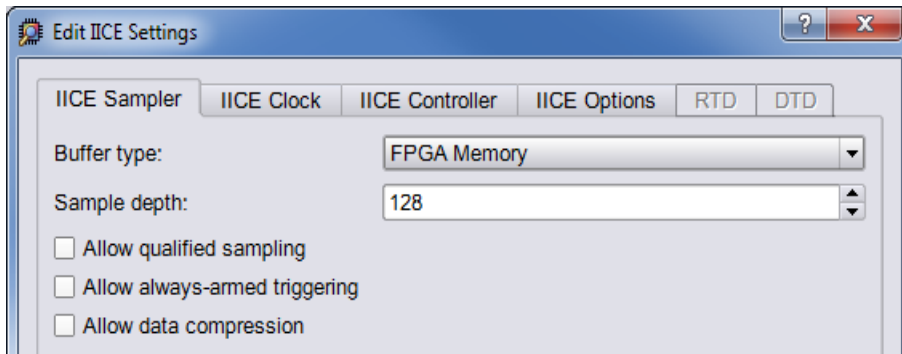 Edit IICE Settings
IICE Sampler IICE Clock IICE Controller IICE Options RTD DTD
Buffer type: FPGA Memory
Sample depth: 128
Allow qualified sampling
Allow always-armed triggering
Allow data compression